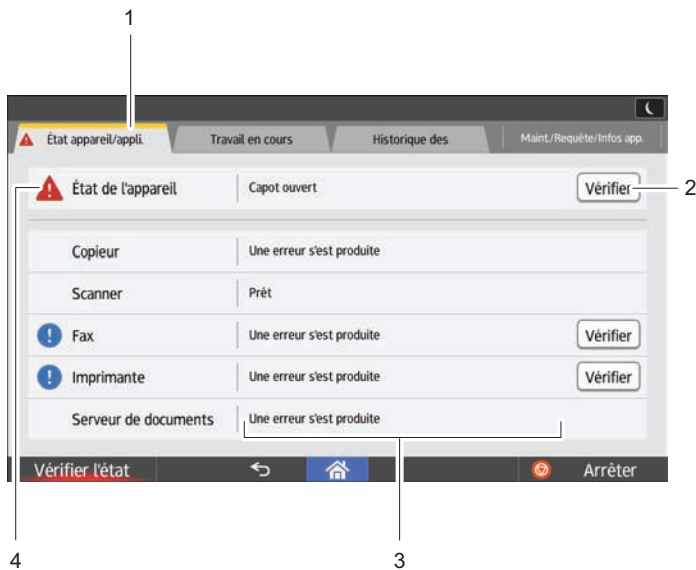 1
État appareil/appli.
Travail en cours
Historique des
Maint./Requête/Infos app.
État de l'appareil
Capot ouvert
Vérifier
2
Copieur
Une erreur s'est produite
Scanner
Prêt
Fax
Une erreur s'est produite
Vérifier
Imprimante
Une erreur s'est produite
Vérifier
Serveur de documents
Une erreur s'est produite
Vérifier l'état
Arrêter
4
3